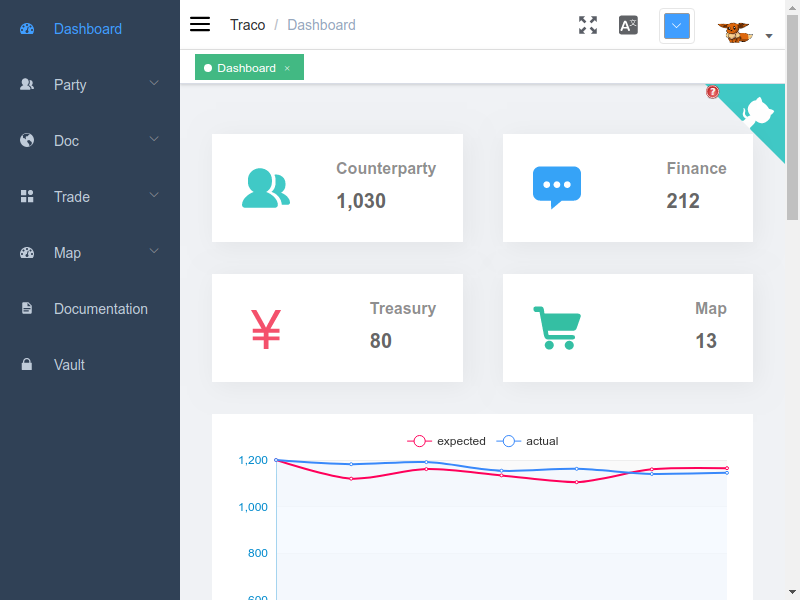 Dashboard
Party
Doc
Trade
Map
Documentation
Vault
Traco / Dashboard
Dashboard ×
Counterparty
1,030
Finance
212
Treasury
80
Map
13
expected actual
1,200
1,000
800
600